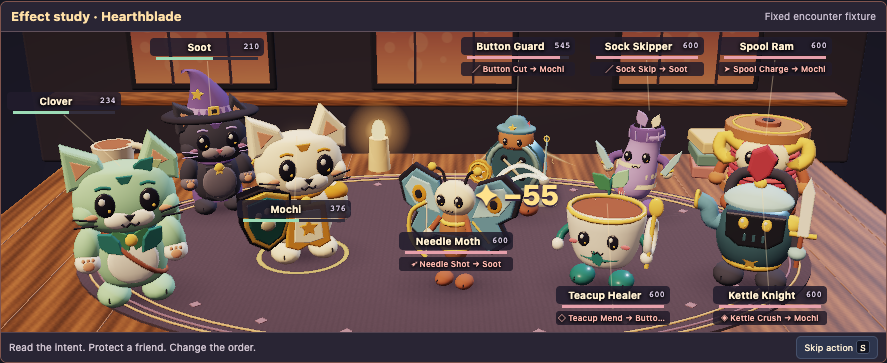 Effect study · Hearthblade
Fixed encounter fixture
Soot 210
Button Guard 545
Button Cut → Mochi
Sock Skipper 600
Sock Skip → Soot
Spool Ram 600
Spool Charge → Mochi
Clover 234
Mochi 376
-55
Needle Moth 600
Needle Shot → Soot
Teacup Healer 600
Teacup Mend → Butto...
Kettle Knight 600
Kettle Crush → Mochi
Read the intent. Protect a friend. Change the order.
Skip action S